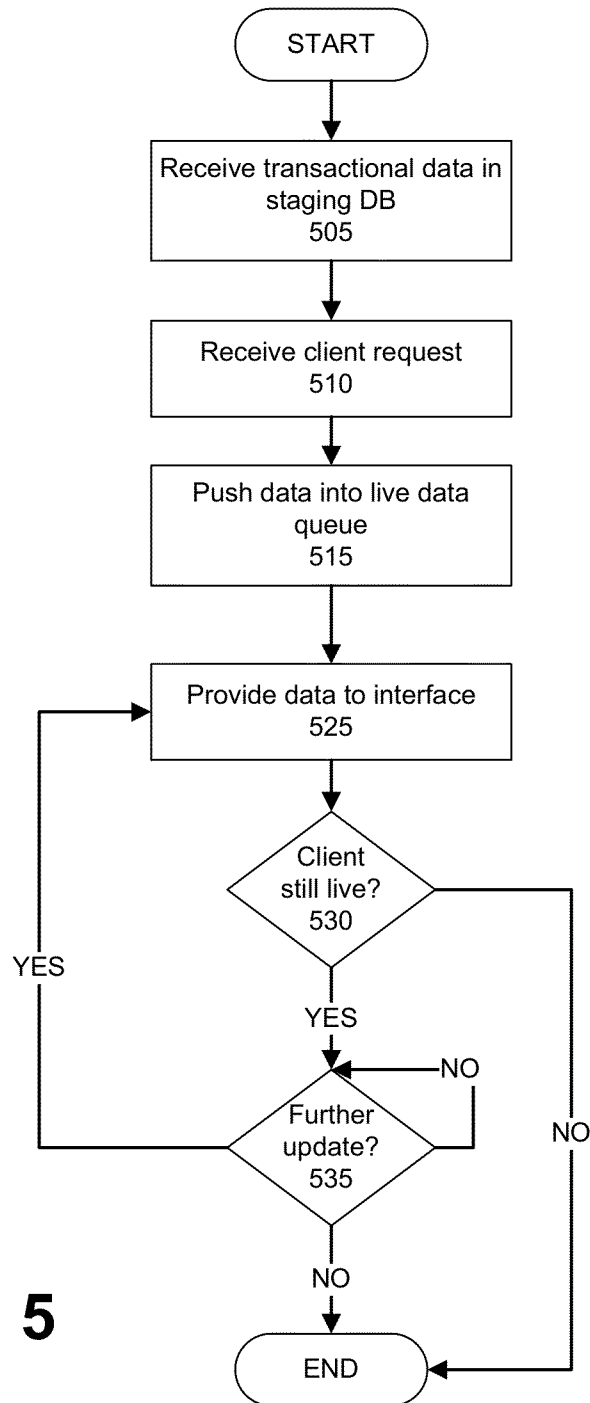 START
Receive transactional data in
staging DB
505
Receive client request
510
Push data into live data
queue
515
Provide data to interface
525
Client
still live?
530
YES
YES
NO
Further
update?
535
NO
NO
5
END